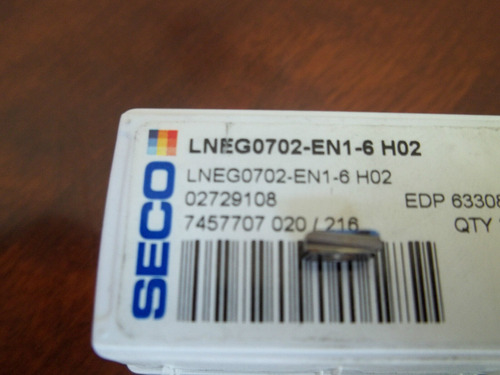 SECO
LNEG0702-EN1-6 H02
LNEG0702-EN1-6 H02
02729108 EDP 63308
7457707 020 / 216 QTY